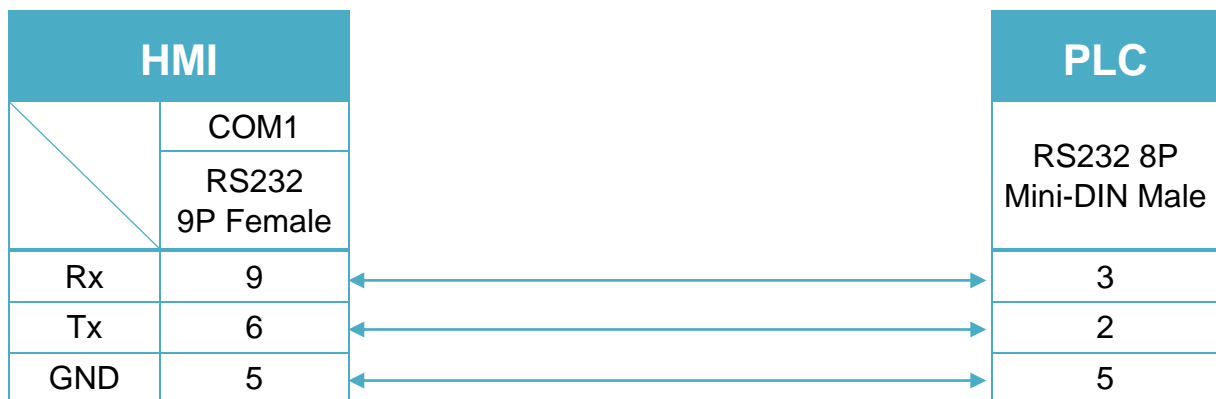 HMI
PLC
COM1
RS232
9P Female
RS232 8P
Mini-DIN Male
Rx 9 3
Tx 6 2
GND 5 5